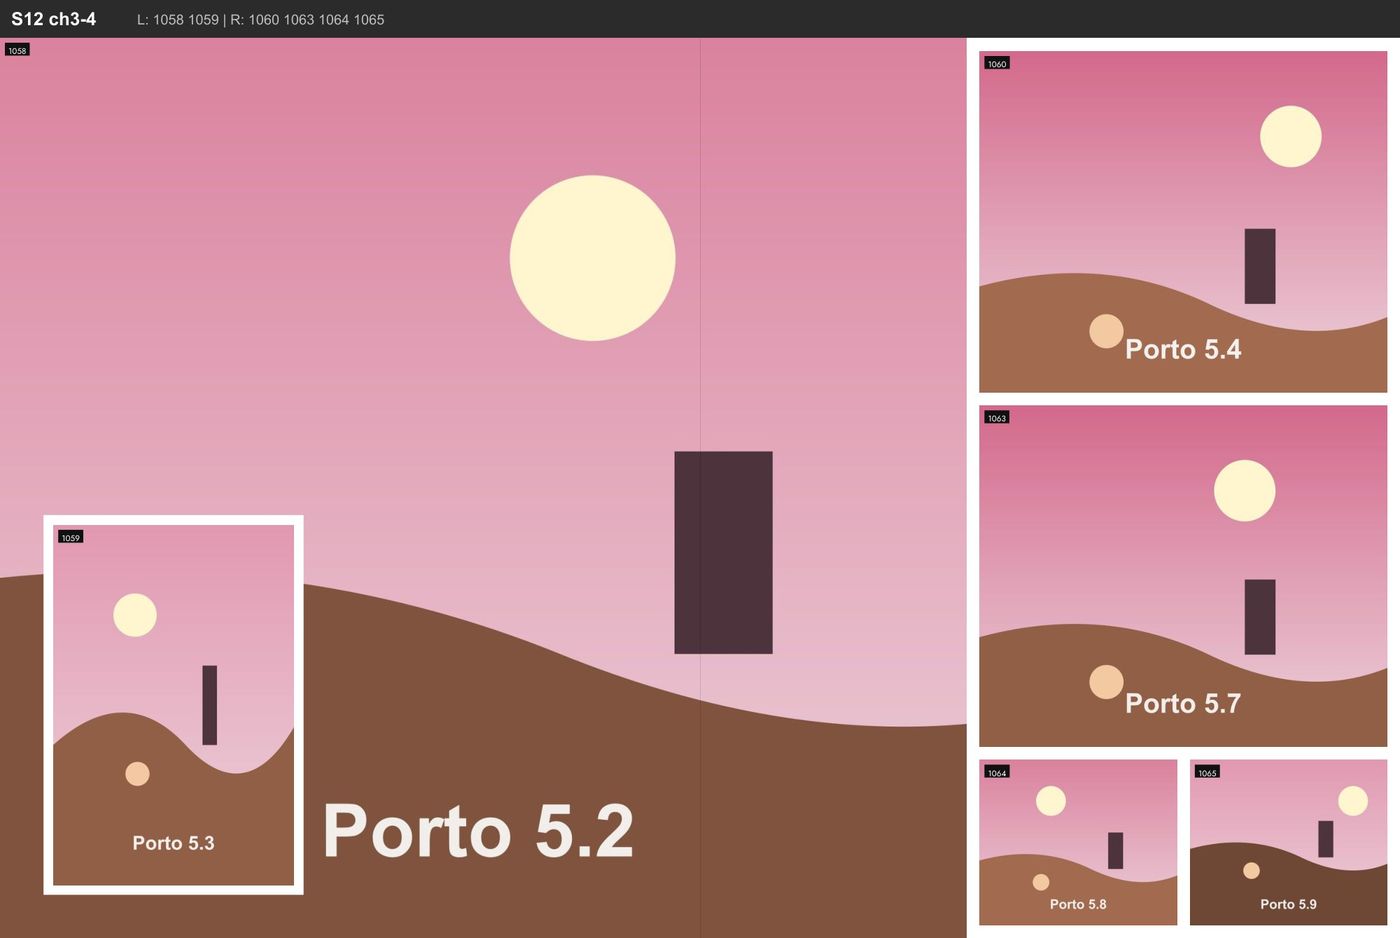 S12 ch3-4
L: 1058 1059 | R: 1060 1063 1064 1065
1058
Porto 5.2
1059
Porto 5.3
1060
Porto 5.4
1063
Porto 5.7
1064
Porto 5.8
1065
Porto 5.9